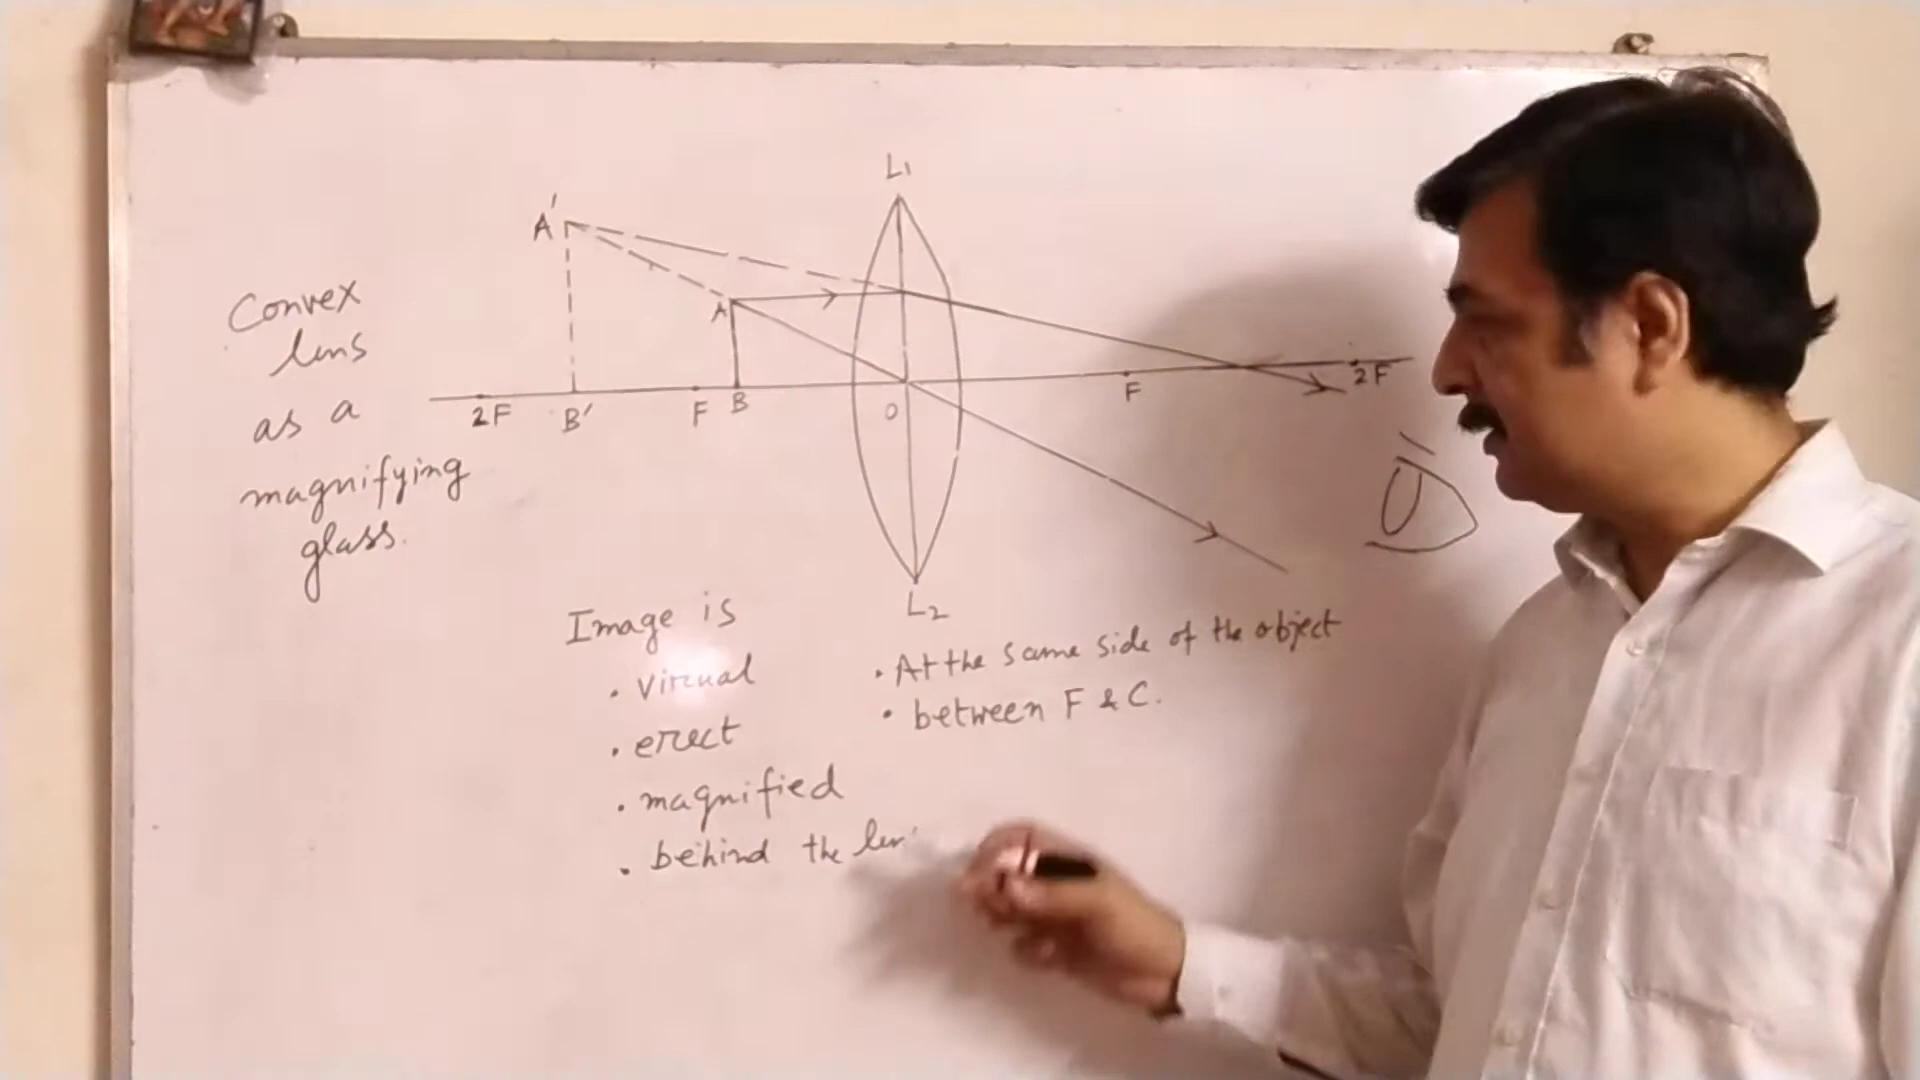 L1
A'
A
Convex
lens
as a
magnifying
glass.
2F
B'
F
B
O
F
2F
L2
Image is
• virtual
• erect
• magnified
• behind the
• At the same side of the object
• between F & C.